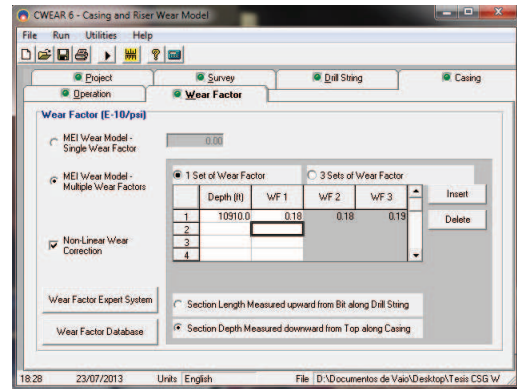 CWEAR 6 - Casing and Riser Wear Model
File Run Utilities Help
Project Survey Drill String Casing
Operation Wear Factor
Wear Factor (E-10/psi)
MEI Wear Model -
Single Wear Factor
0.00
MEI Wear Model -
Multiple Wear Factors
1 Set of Wear Factor 3 Sets of Wear Factor
Depth (ft) WF 1 WF 2 WF 3
1 10910.0 0.18 0.18 0.19
2
3
4
Insert
Delete
Non-Linear Wear
Correction
Wear Factor Expert System
Wear Factor Database
Section Length Measured upward from Bit along Drill String
Section Depth Measured downward from Top along Casing
18:28 23/07/2013 Units English File D:\Documentos de Vaio\Desktop\Tesis CSG W